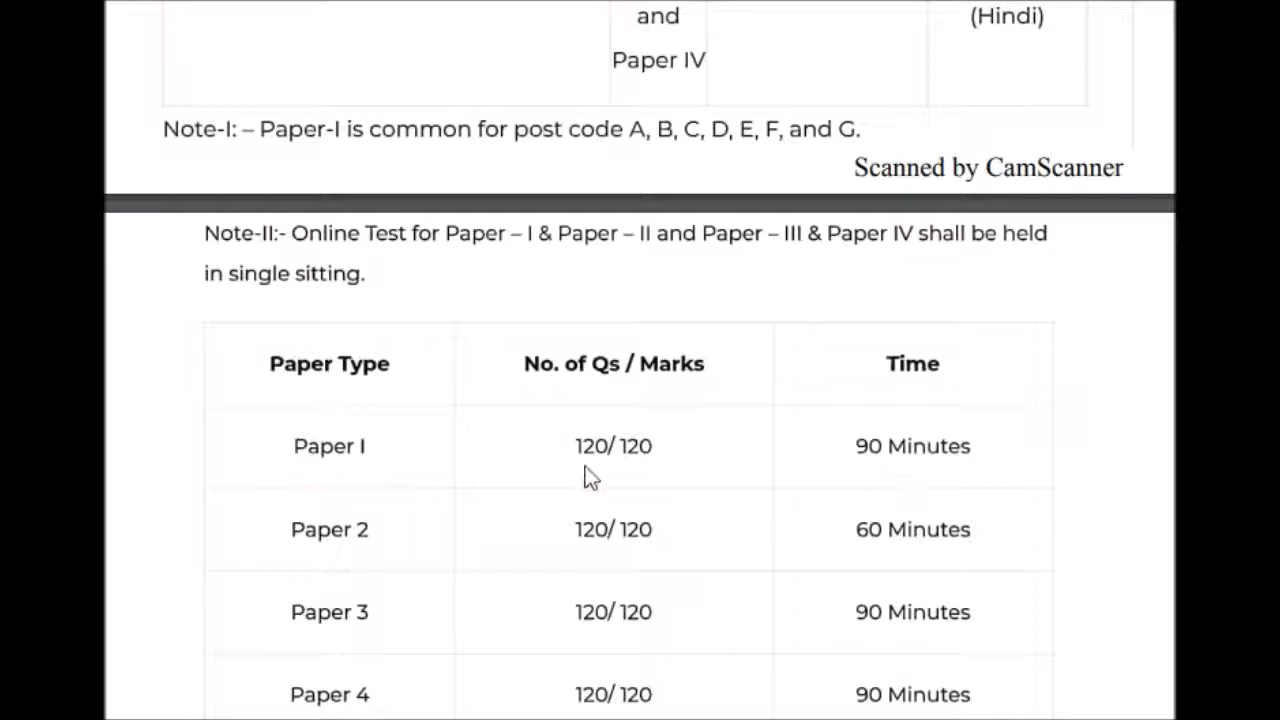 and
(Hindi)
Paper IV
Note-I: – Paper-I is common for post code A, B, C, D, E, F, and G.
Scanned by CamScanner
Note-II:- Online Test for Paper – I & Paper – II and Paper – III & Paper IV shall be held
in single sitting.
Paper Type No. of Qs / Marks Time
Paper I 120/ 120 90 Minutes
Paper 2 120/ 120 60 Minutes
Paper 3 120/ 120 90 Minutes
Paper 4 120/ 120 90 Minutes